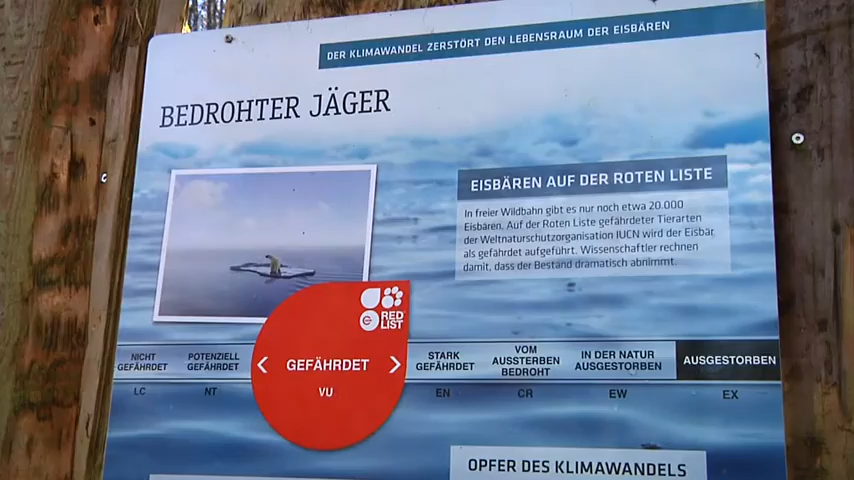 DER KLIMAWANDEL ZERSTÖRT DEN LEBENSRAUM DER EISBÄREN
BEDROHTER JÄGER
EISBÄREN AUF DER ROTEN LISTE
In freier Wildbahn gibt es nur noch etwa 20.000
Eisbären. Auf der Roten Liste gefährdeter Tierarten
der Weltnaturschutzorganisation IUCN wird der Eisbär
als gefährdet aufgeführt. Wissenschaftler rechnen
damit, dass der Bestand dramatisch abnimmt.
RED
LIST
NICHT
GEFÄHRDET
LC
POTENZIELL
GEFÄHRDET
NT
GEFÄHRDET
VU
STARK
GEFÄHRDET
EN
VOM
AUSSTERBEN
BEDROHT
CR
IN DER NATUR
AUSGESTORBEN
EW
AUSGESTORBEN
EX
OPFER DES KLIMAWANDELS